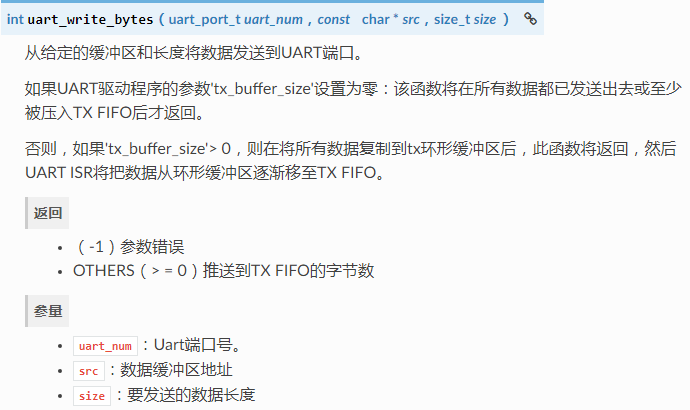 int uart_write_bytes（uart_port_t uart_num，const char * src，size_t size ）
从给定的缓冲区和长度将数据发送到UART端口。
如果UART驱动程序的参数'tx_buffer_size'设置为零：该函数将在所有数据都已发送出去或至少
被压入TX FIFO后才返回。
否则，如果'tx_buffer_size'> 0，则在将所有数据复制到tx环形缓冲区后，此函数将返回，然后
UART ISR将把数据从环形缓冲区逐渐移至TX FIFO。
返回
• （-1）参数错误
• OTHERS（> = 0）推送到TX FIFO的字节数
参量
• uart_num ：Uart端口号。
• src ：数据缓冲区地址
• size ：要发送的数据长度